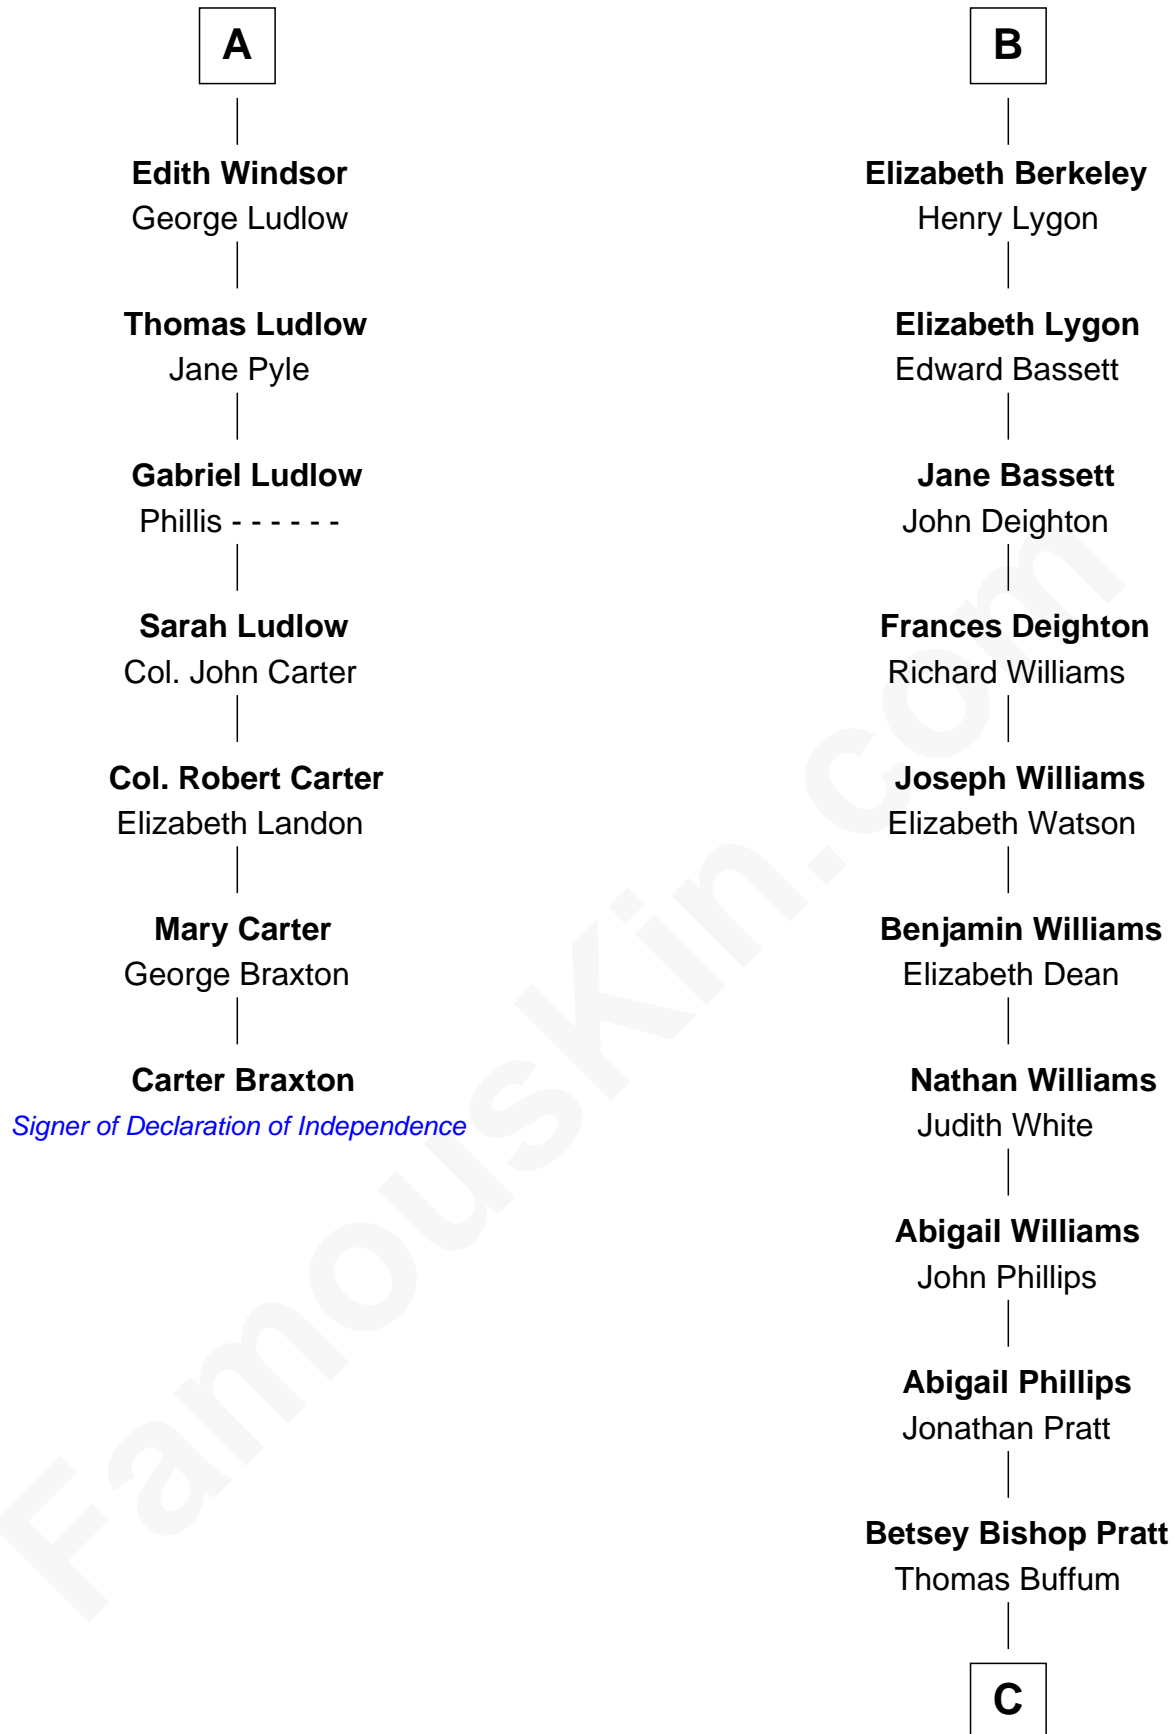 A
Edith Windsor
George Ludlow
Thomas Ludlow
Jane Pyle
Gabriel Ludlow
Phillis - - - - - -
Sarah Ludlow
Col. John Carter
Col. Robert Carter
Elizabeth Landon
Mary Carter
George Braxton
Carter Braxton
Signer of Declaration of Independence
B
Elizabeth Berkeley
Henry Lygon
Elizabeth Lygon
Edward Bassett
Jane Bassett
John Deighton
Frances Deighton
Richard Williams
Joseph Williams
Elizabeth Watson
Benjamin Williams
Elizabeth Dean
Nathan Williams
Judith White
Abigail Williams
John Phillips
Abigail Phillips
Jonathan Pratt
Betsey Bishop Pratt
Thomas Buffum
C
FamousKin.com